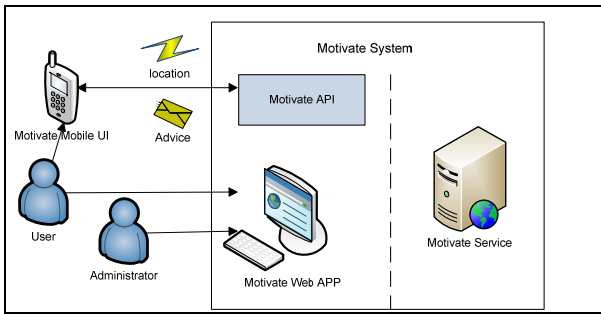 Motivate System
location
Motivate API
Motivate Mobile UI
Advice
User
Motivate Service
Administrator
Motivate Web APP